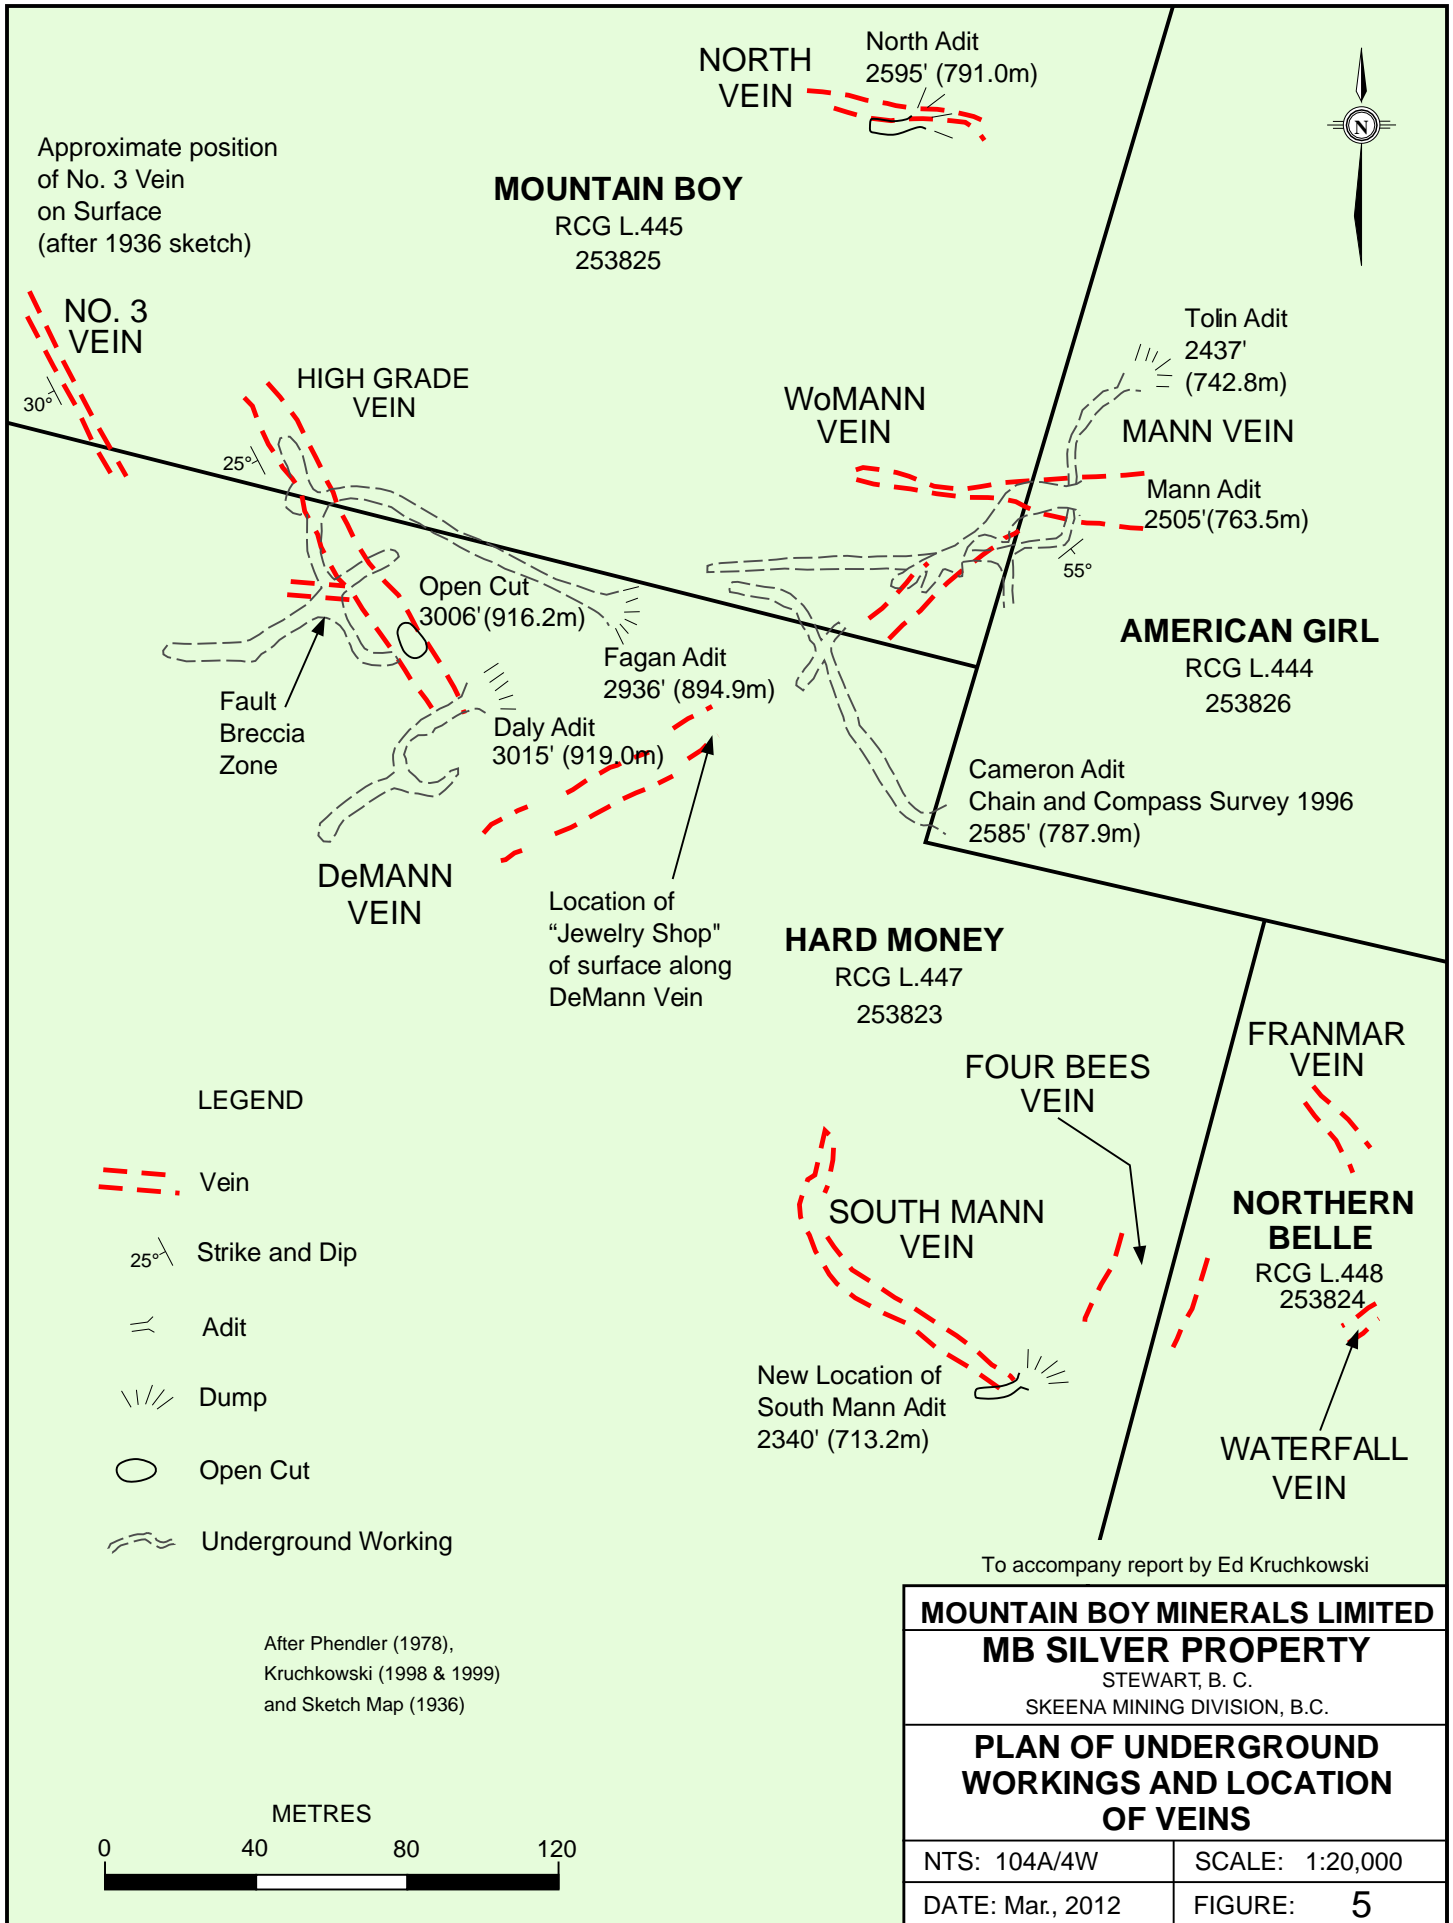 North Adit
2595' (791.0m)
NORTH
VEIN
N
Approximate position
of No. 3 Vein
on Surface
(after 1936 sketch)
MOUNTAIN BOY
RCG L.445
253825
NO. 3
VEIN
30°
HIGH GRADE
VEIN
25°
Tolin Adit
2437'
(742.8m)
WoMANN
VEIN
MANN VEIN
Mann Adit
2505'(763.5m)
55°
Open Cut
3006'(916.2m)
Fagan Adit
2936' (894.9m)
AMERICAN GIRL
RCG L.444
253826
Fault
Breccia
Zone
Daly Adit
3015' (919.0m)
Cameron Adit
Chain and Compass Survey 1996
2585' (787.9m)
DeMANN
VEIN
Location of
“Jewelry Shop"
of surface along
DeMann Vein
HARD MONEY
RCG L.447
253823
FRANMAR
VEIN
FOUR BEES
VEIN
LEGEND
Vein
25°
Strike and Dip
Adit
Dump
Open Cut
Underground Working
SOUTH MANN
VEIN
NORTHERN
BELLE
RCG L.448
253824
New Location of
South Mann Adit
2340' (713.2m)
WATERFALL
VEIN
After Phendler (1978),
Kruchkowski (1998 & 1999)
and Sketch Map (1936)
METRES
0 40 80 120
To accompany report by Ed Kruchkowski
MOUNTAIN BOY MINERALS LIMITED
MB SILVER PROPERTY
STEWART, B. C.
SKEENA MINING DIVISION, B.C.
PLAN OF UNDERGROUND
WORKINGS AND LOCATION
OF VEINS
NTS: 104A/4W SCALE: 1:20,000
DATE: Mar., 2012 FIGURE: 5